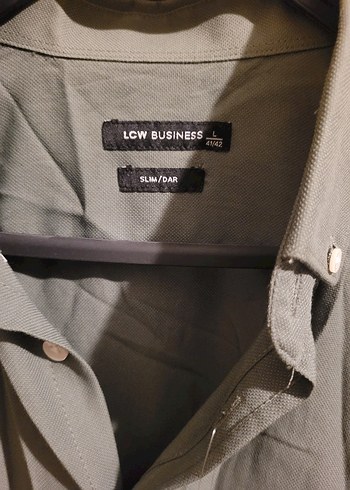 LCW BUSINESS L
41/42
SLIM/DAR